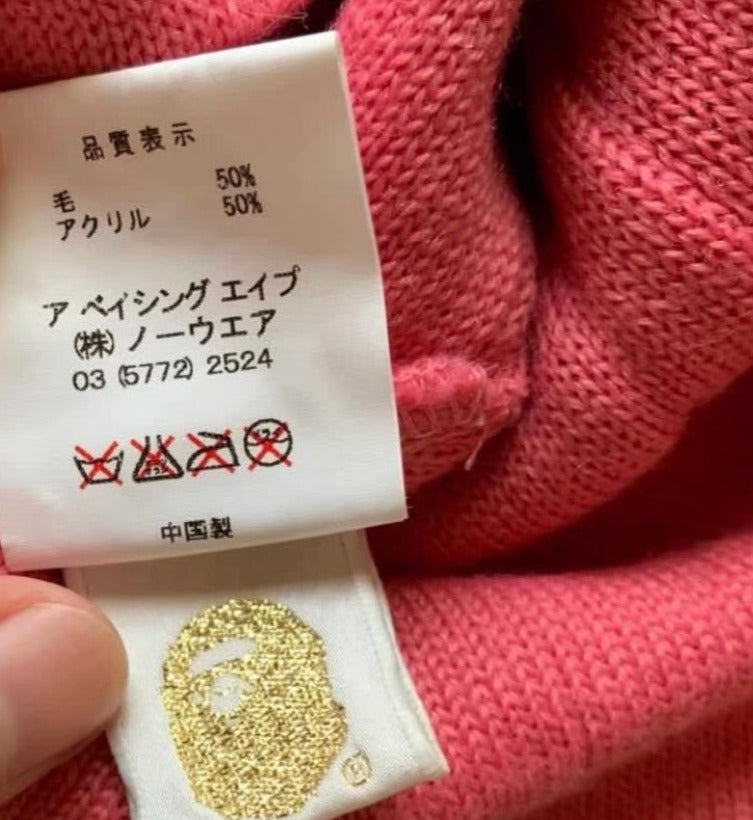 品質表示
毛 50%
アクリル 50%
ア ベイシング エイプ
(株) ノーウエア
03 (5772) 2524
中国製
®